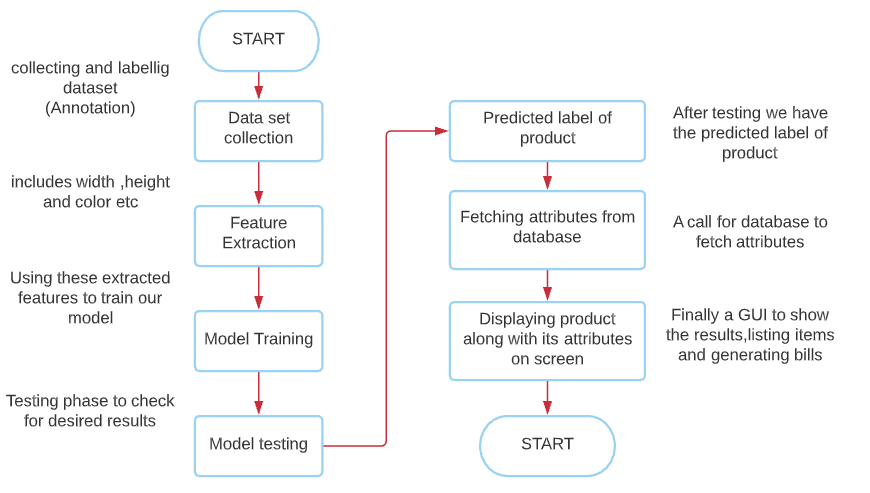 START
collecting and labellig
dataset
(Annotation)
Data set
collection
includes width ,height
and color etc
Feature
Extraction
Using these extracted
features to train our
model
Model Training
Testing phase to check
for desired results
Model testing
Predicted label of
product
After testing we have
the predicted label of
product
Fetching attributes from
database
A call for database to
fetch attributes
Displaying product
along with its attributes
on screen
Finally a GUI to show
the results,listing items
and generating bills
START